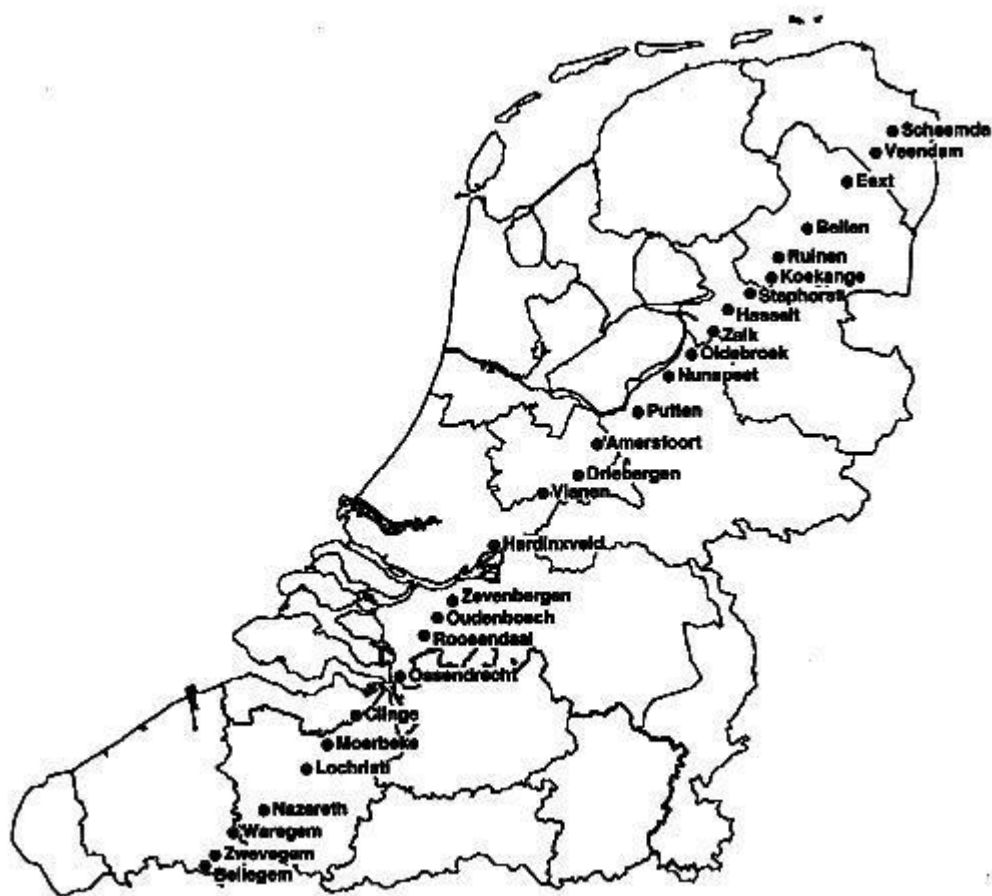 Scheemda
Veendam
Eext
Beilen
Ruinen
Koekange
Staphorst
Hasselt
Zalk
Oldebroek
Nunspeet
Putten
Amersfoort
Driebergen
Vianen
Hardinxveld
Zevenbergen
Oudenbosch
Roosendaal
Ossendrecht
Clinge
Moerbeke
Lochristi
Nazareth
Waregem
Zwevegem
Bellegem